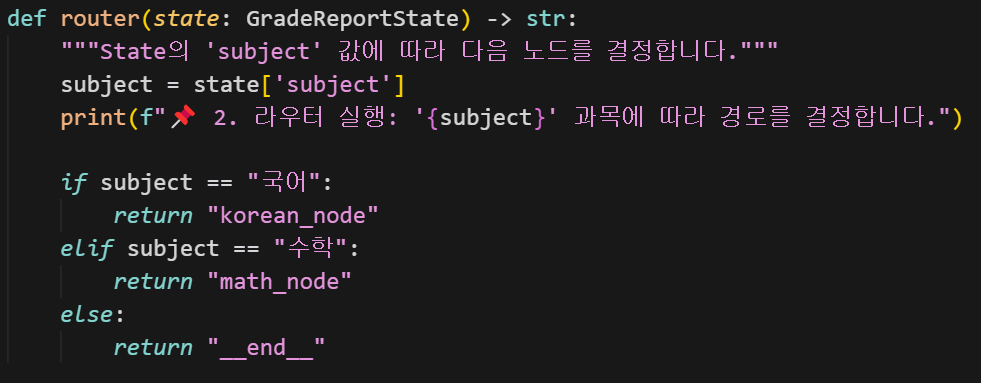 def router(state: GradeReportState) -> str:
    """State의 'subject' 값에 따라 다음 노드를 결정합니다."""
    subject = state['subject']
    print(f"📌 2. 라우터 실행: '{subject}' 과목에 따라 경로를 결정합니다.")

    if subject == "국어":
        return "korean_node"
    elif subject == "수학":
        return "math_node"
    else:
        return "__end__"